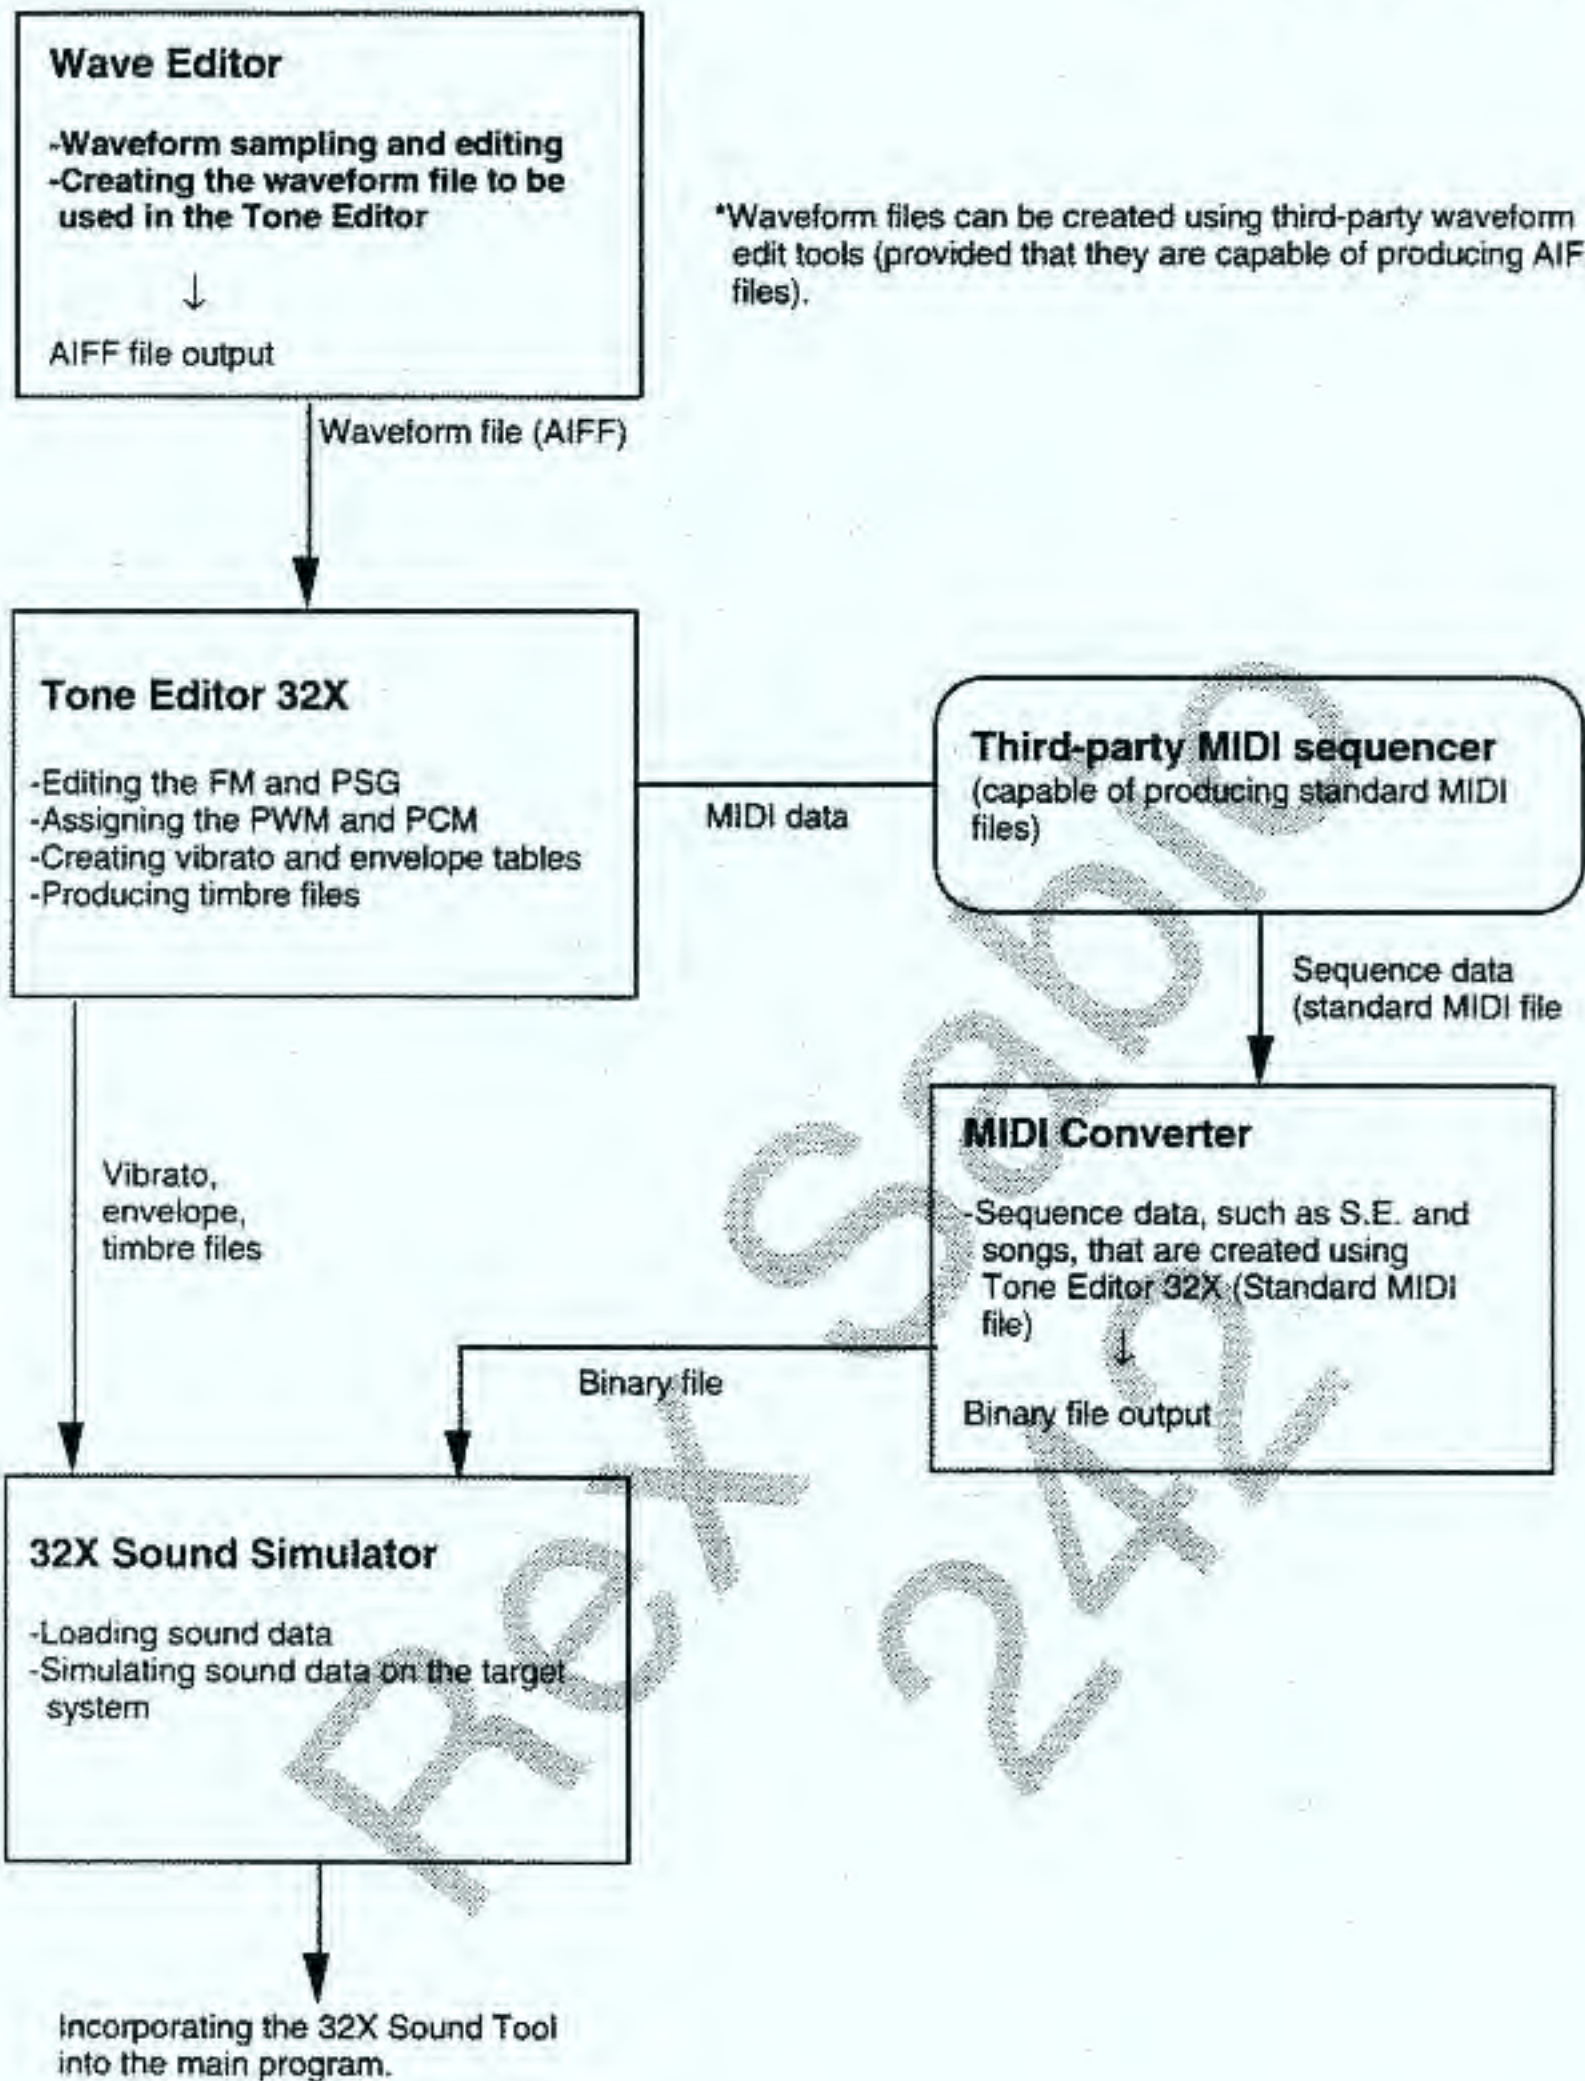 Wave Editor
-Waveform sampling and editing
-Creating the waveform file to be
used in the Tone Editor
↓
AIFF file output
*Waveform files can be created using third-party waveform
edit tools (provided that they are capable of producing AIF
files).
Waveform file (AIFF)
Tone Editor 32X
-Editing the FM and PSG
-Assigning the PWM and PCM
-Creating vibrato and envelope tables
-Producing timbre files
MIDI data
Third-party MIDI sequencer
(capable of producing standard MIDI
files)
Sequence data
(standard MIDI file
Vibrato,
envelope,
timbre files
MIDI Converter
-Sequence data, such as S.E. and
songs, that are created using
Tone Editor 32X (Standard MIDI
file)
↓
Binary file output
Binary file
32X Sound Simulator
-Loading sound data
-Simulating sound data on the target
system
Incorporating the 32X Sound Tool
into the main program.
Rex Sabio
242